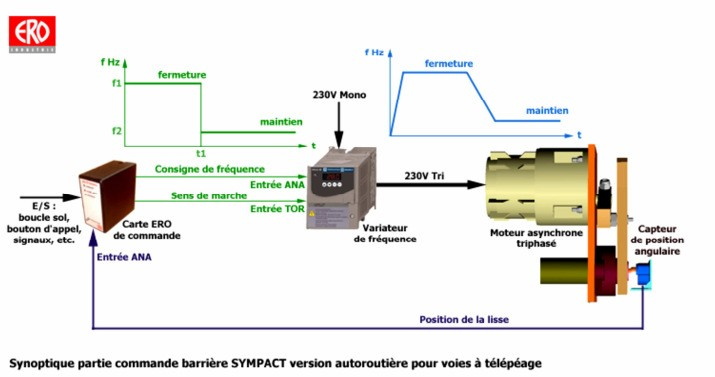 ERO
INDUSTRIE
f Hz
f1
fermeture
f2
maintien
t
t1
f Hz
fermeture
maintien
t
230V Mono
Consigne de fréquence
Entrée ANA
Sens de marche
Entrée TOR
230V Tri
E/S :
boucle sol,
bouton d'appel,
signaux, etc.
Carte ERO
de commande
Variateur
de fréquence
Moteur asynchrone
triphasé
Capteur
de position
angulaire
Entrée ANA
Position de la lisse
Synoptique partie commande barrière SYMPACT version autoroutière pour voies à télépéage